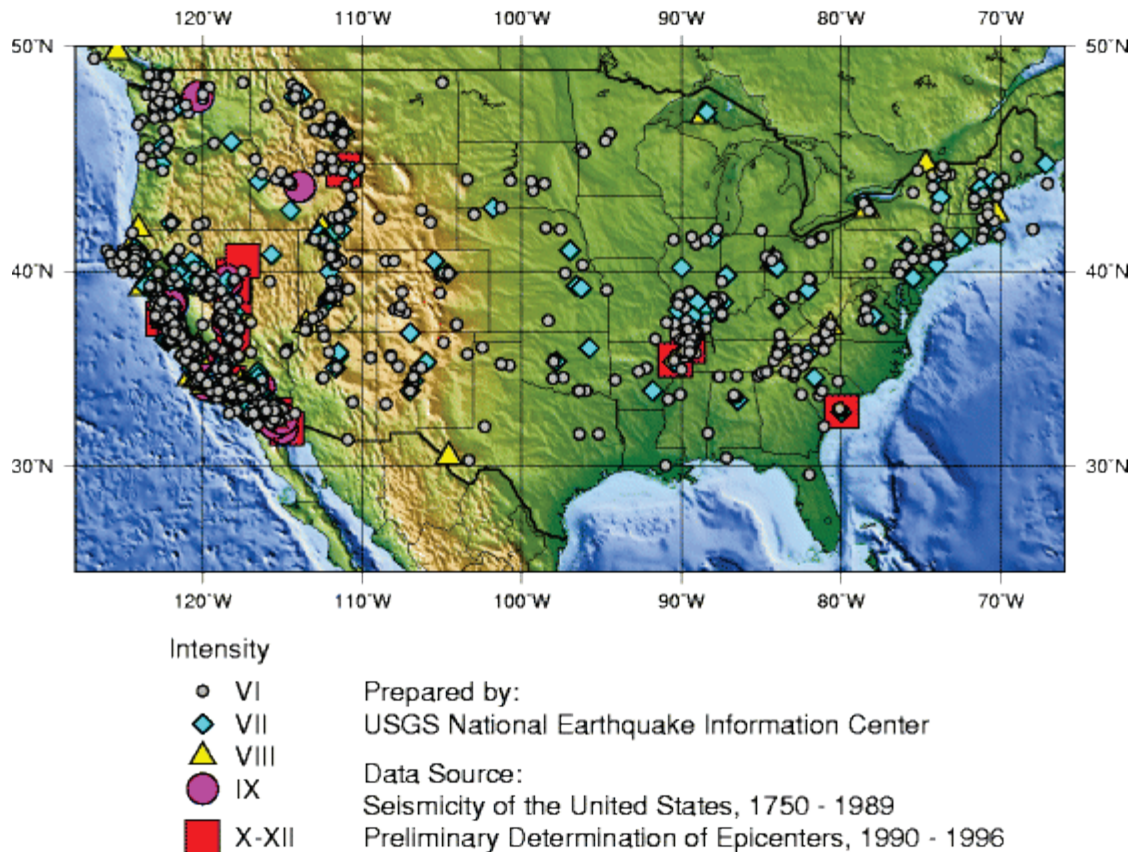 120˚W 110˚W 100˚W 90˚W 80˚W 70˚W
50˚N 50˚N
40˚N 40˚N
30˚N 30˚N
120˚W 110˚W 100˚W 90˚W 80˚W 70˚W
Intensity
VI Prepared by:
VII USGS National Earthquake Information Center
VIII
Data Source:
IX
Seismicity of the United States, 1750 - 1989
X-XII Preliminary Determination of Epicenters, 1990 - 1996